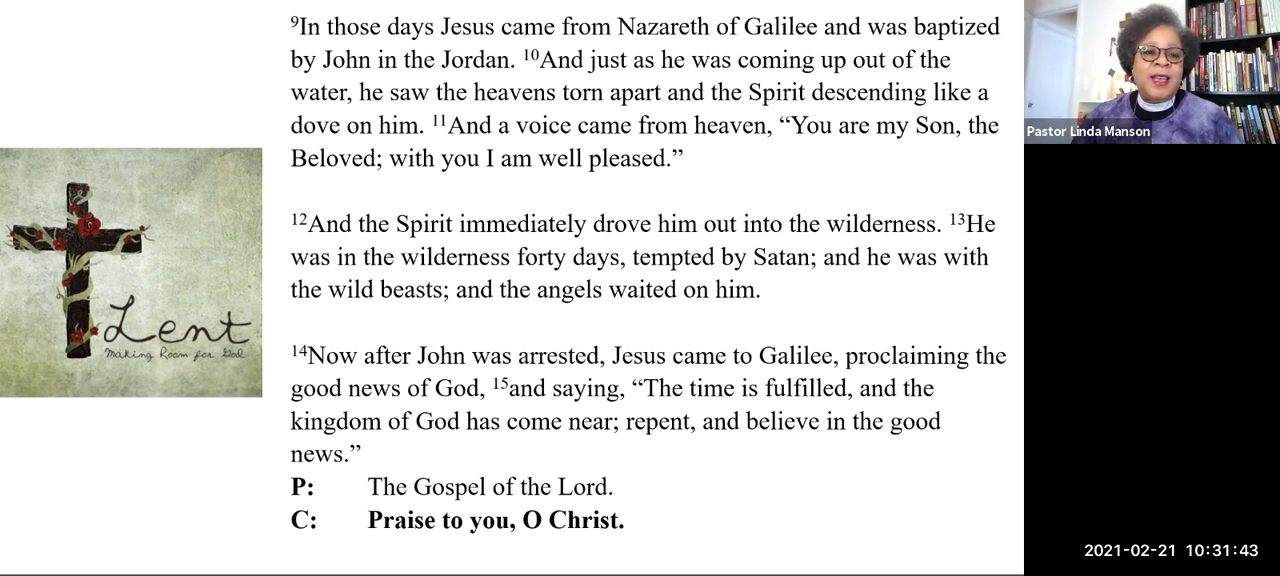 ⁹In those days Jesus came from Nazareth of Galilee and was baptized
by John in the Jordan. ¹⁰And just as he was coming up out of the
water, he saw the heavens torn apart and the Spirit descending like a
dove on him. ¹¹And a voice came from heaven, “You are my Son, the
Beloved; with you I am well pleased.”
¹²And the Spirit immediately drove him out into the wilderness. ¹³He
was in the wilderness forty days, tempted by Satan; and he was with
the wild beasts; and the angels waited on him.
¹⁴Now after John was arrested, Jesus came to Galilee, proclaiming the
good news of God, ¹⁵and saying, “The time is fulfilled, and the
kingdom of God has come near; repent, and believe in the good
news.”
P: The Gospel of the Lord.
C: Praise to you, O Christ.
Lent
Making Room for God
Pastor Linda Manson
2021-02-21 10:31:43